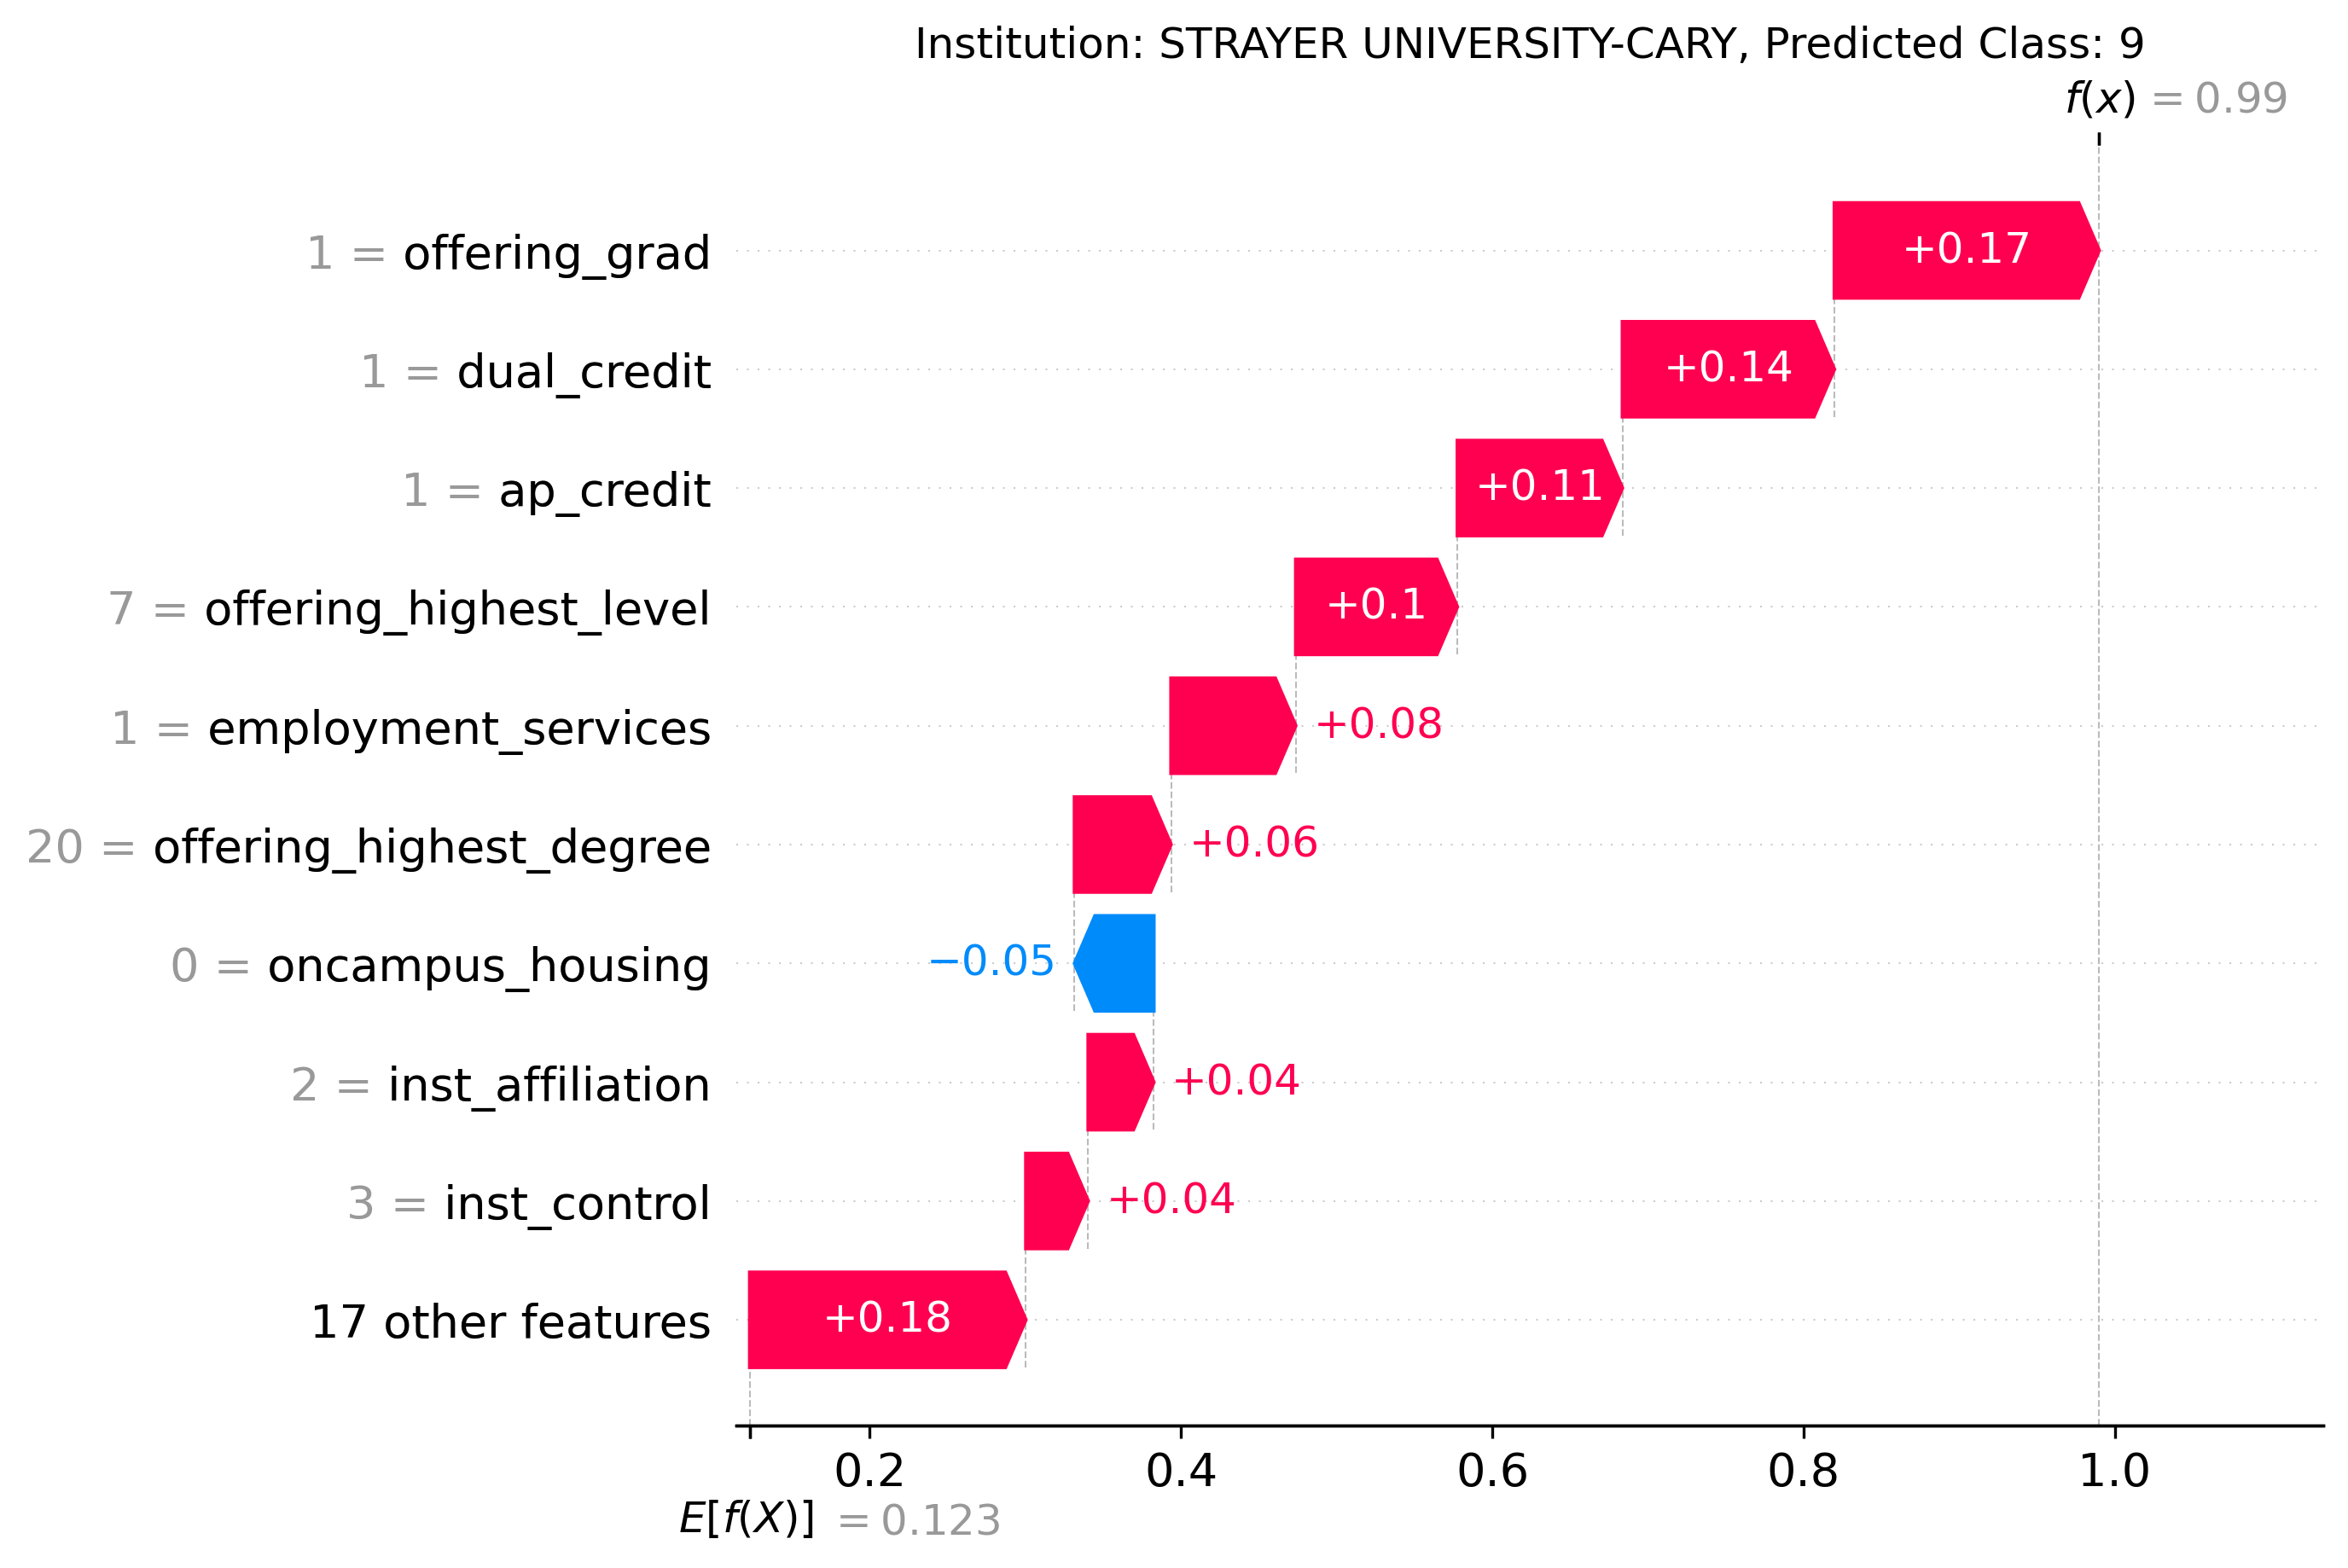 Institution: STRAYER UNIVERSITY-CARY, Predicted Class: 9
f(x) = 0.99
1 = offering_grad +0.17
1 = dual_credit +0.14
1 = ap_credit +0.11
7 = offering_highest_level +0.1
1 = employment_services +0.08
20 = offering_highest_degree +0.06
0 = oncampus_housing −0.05
2 = inst_affiliation +0.04
3 = inst_control +0.04
17 other features +0.18
0.2 0.4 0.6 0.8 1.0
E[f(X)] = 0.123